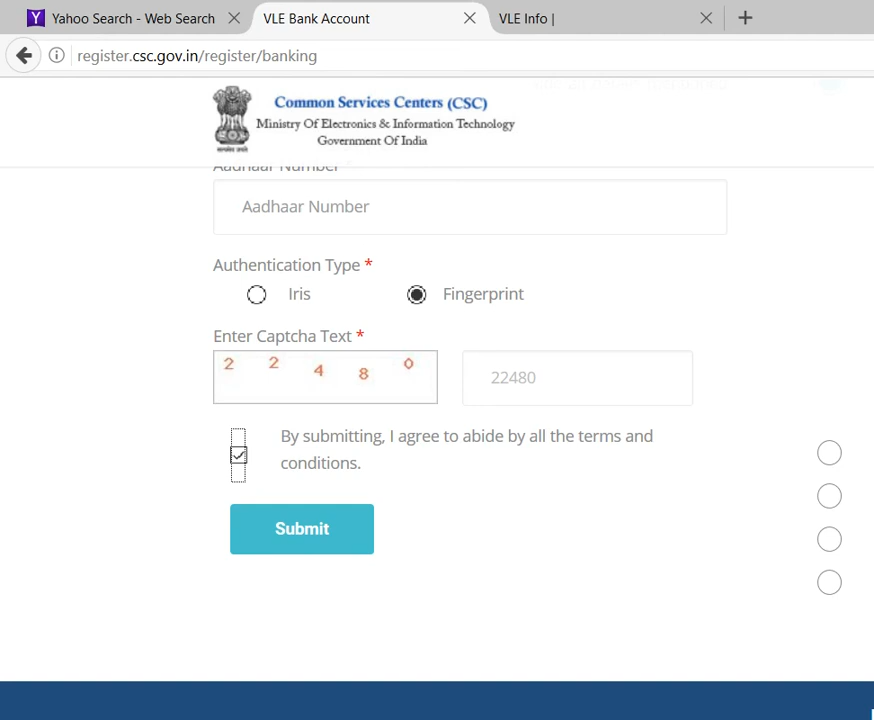 Yahoo Search - Web Search
VLE Bank Account
VLE Info |
register.csc.gov.in/register/banking
Common Services Centers (CSC)
Ministry Of Electronics & Information Technology
Government Of India
Aadhaar Number
Aadhaar Number
Authentication Type *
Iris
Fingerprint
Enter Captcha Text *
2 2 4 8 0
22480
By submitting, I agree to abide by all the terms and
conditions.
Submit